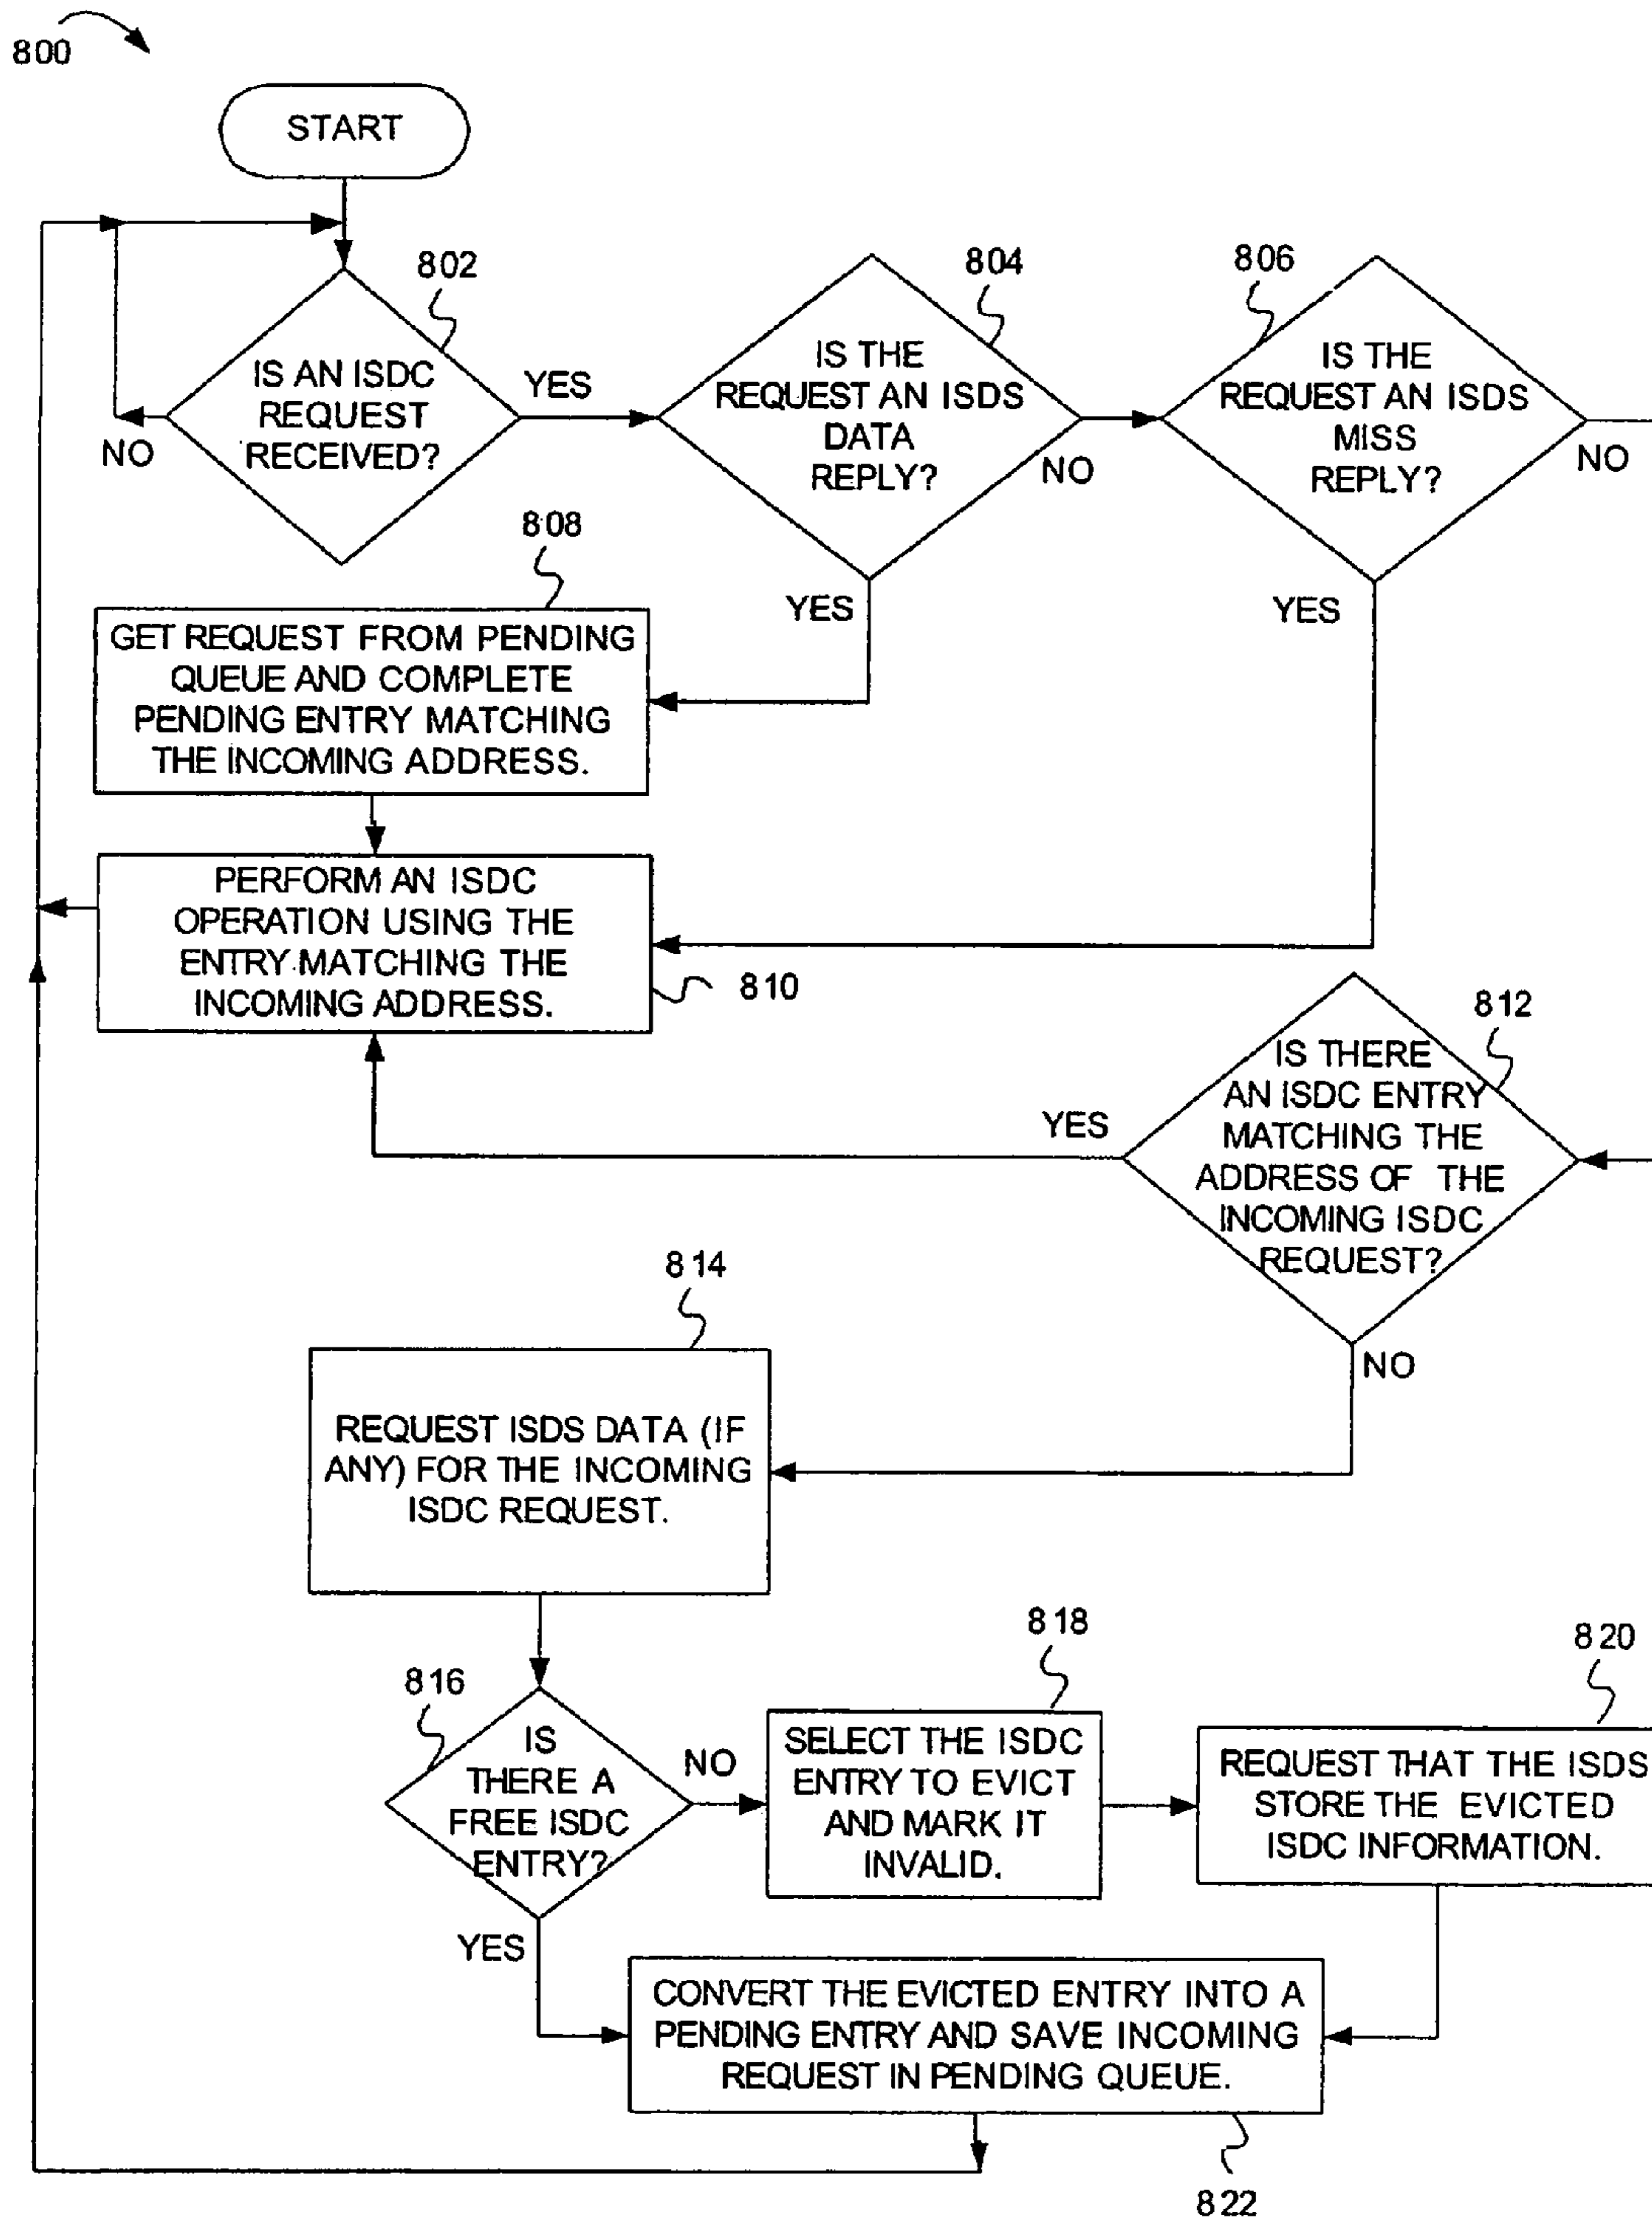 800
START
802
IS AN ISDC
REQUEST
RECEIVED?
YES
NO
804
IS THE
REQUEST AN ISDS
DATA
REPLY?
NO
YES
806
IS THE
REQUEST AN ISDS
MISS
REPLY?
NO
YES
808
GET REQUEST FROM PENDING
QUEUE AND COMPLETE
PENDING ENTRY MATCHING
THE INCOMING ADDRESS.
PERFORM AN ISDC
OPERATION USING THE
ENTRY MATCHING THE
INCOMING ADDRESS.
810
812
IS THERE
AN ISDC ENTRY
MATCHING THE
ADDRESS OF THE
INCOMING ISDC
REQUEST?
YES
NO
814
REQUEST ISDS DATA (IF
ANY) FOR THE INCOMING
ISDC REQUEST.
816
IS
THERE A
FREE ISDC
ENTRY?
NO
YES
818
SELECT THE ISDC
ENTRY TO EVICT
AND MARK IT
INVALID.
820
REQUEST THAT THE ISDS
STORE THE EVICTED
ISDC INFORMATION.
CONVERT THE EVICTED ENTRY INTO A
PENDING ENTRY AND SAVE INCOMING
REQUEST IN PENDING QUEUE.
822